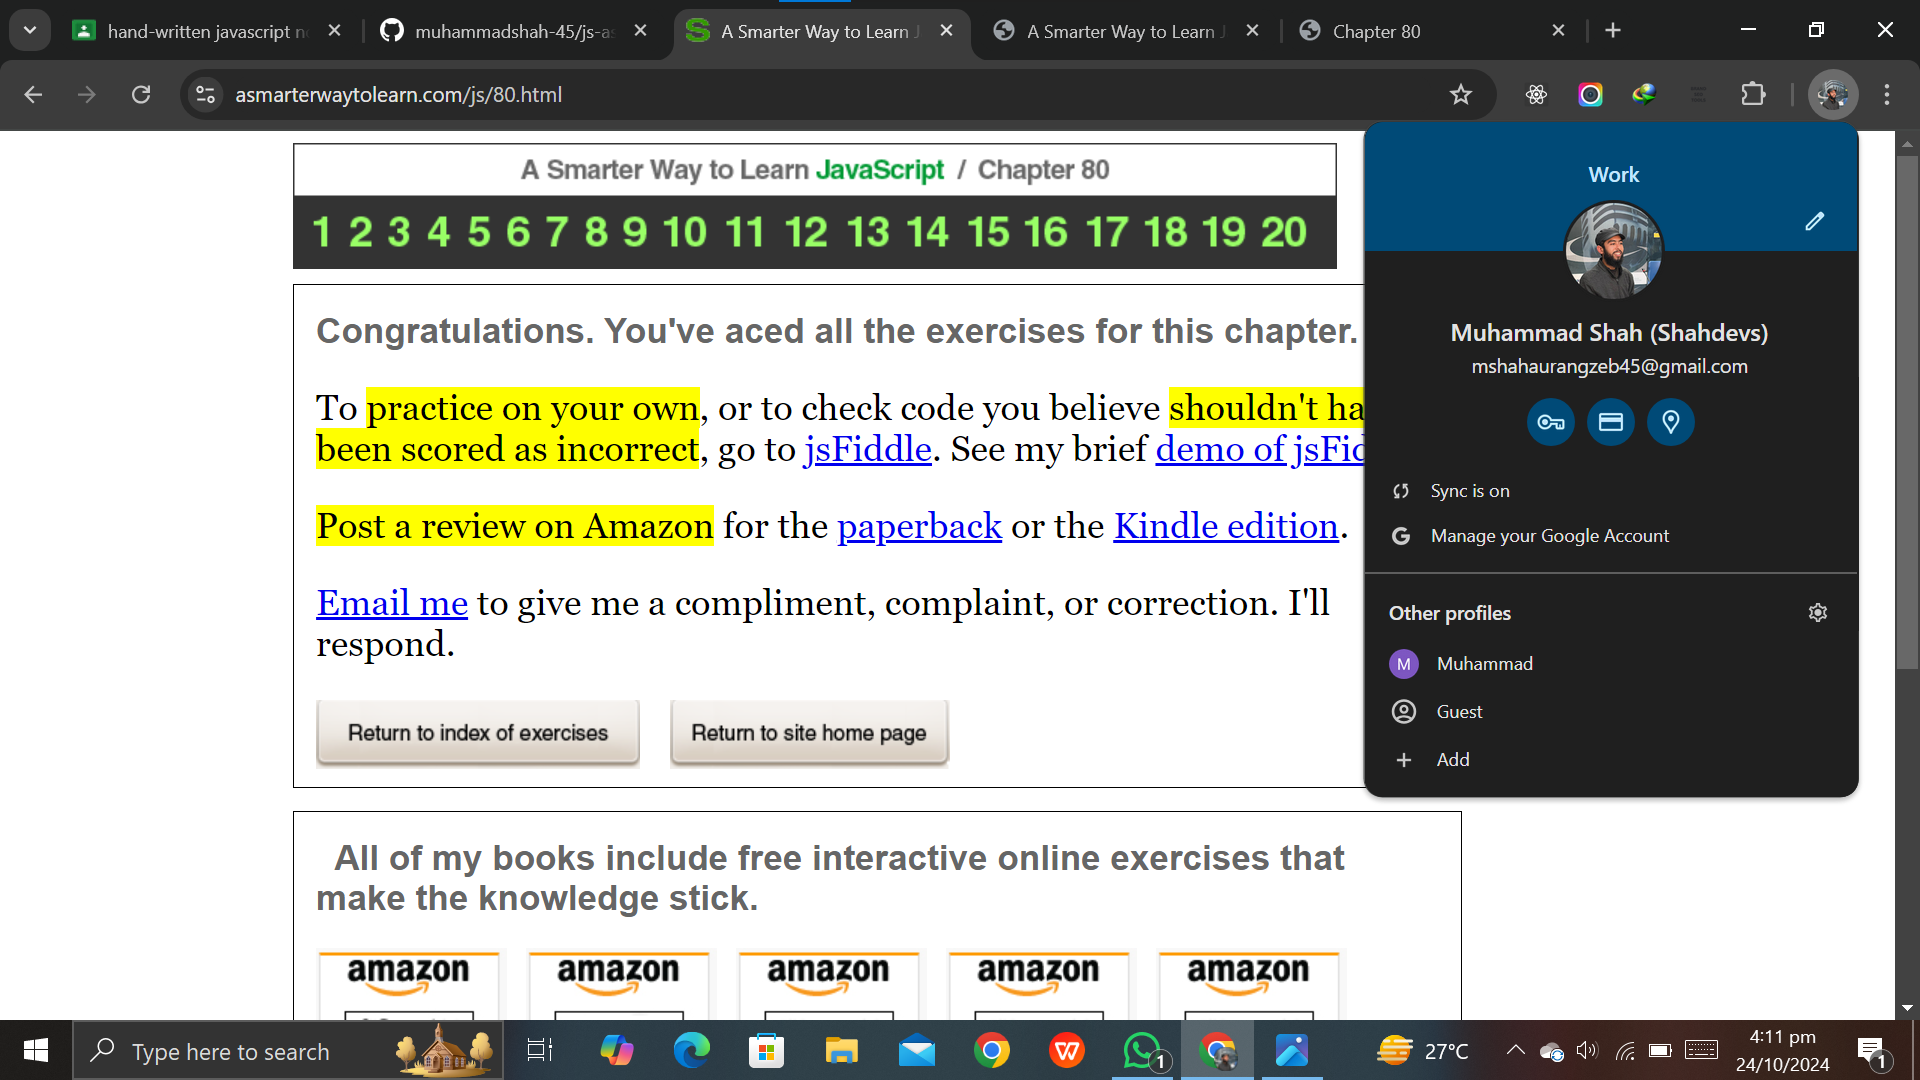 hand-written javascript n
muhammadshah-45/js-as
A Smarter Way to Learn J
A Smarter Way to Learn J
Chapter 80
asmarterwaytolearn.com/js/80.html
A Smarter Way to Learn JavaScript / Chapter 80
1 2 3 4 5 6 7 8 9 10 11 12 13 14 15 16 17 18 19 20
Congratulations. You've aced all the exercises for this chapter.
To practice on your own, or to check code you believe shouldn't ha
been scored as incorrect, go to jsFiddle. See my brief demo of jsFid
Post a review on Amazon for the paperback or the Kindle edition.
Email me to give me a compliment, complaint, or correction. I'll
respond.
Return to index of exercises
Return to site home page
All of my books include free interactive online exercises that
make the knowledge stick.
amazon amazon amazon amazon amazon
Work
Muhammad Shah (Shahdevs)
mshahaurangzeb45@gmail.com
Sync is on
Manage your Google Account
Other profiles
M Muhammad
Guest
Add
Type here to search
1
27°C
4:11 pm
24/10/2024
1